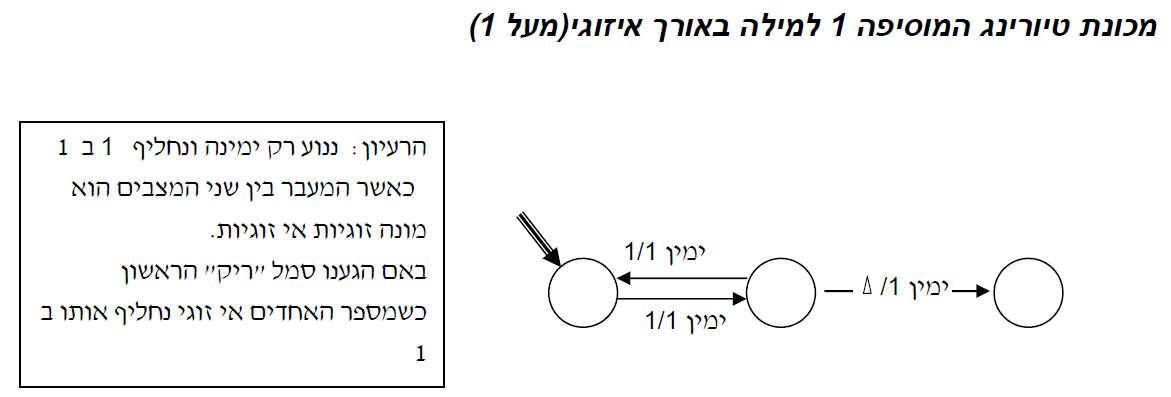 מכונת טיורינג המוסיפה 1 למילה באורך איזוגי(מעל 1)
הרעיון: ננוע רק ימינה ונחליף 1 ב 1
כאשר המעבר בין שני המצבים הוא
מונה זוגיות אי זוגיות.
באם הגענו סמל "ריק" הראשון
כשמספר האחדים אי זוגי נחליף אותו ב
1
1/1 ימין
1/1 ימין
Δ /1 ימין